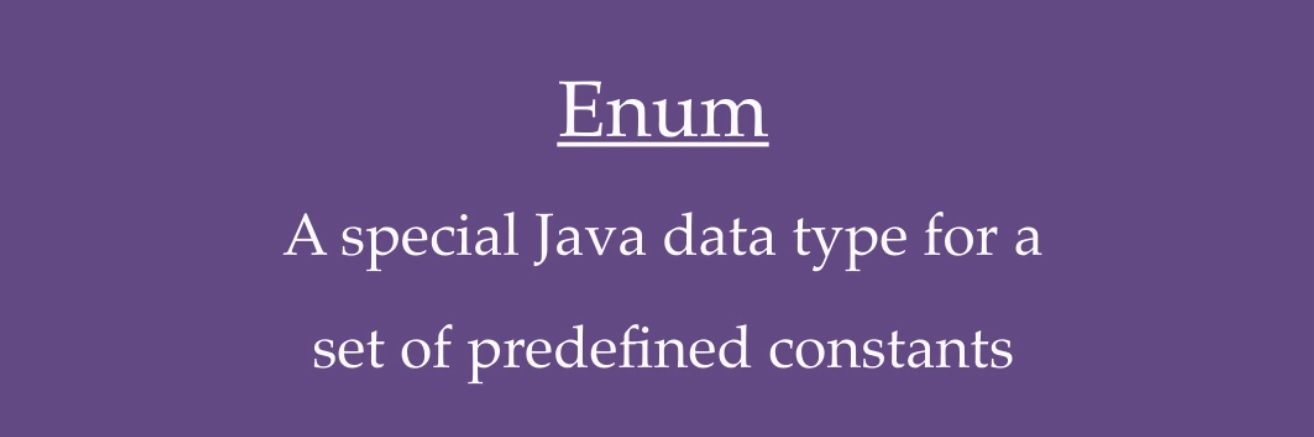 Enum
A special Java data type for a
set of predefined constants